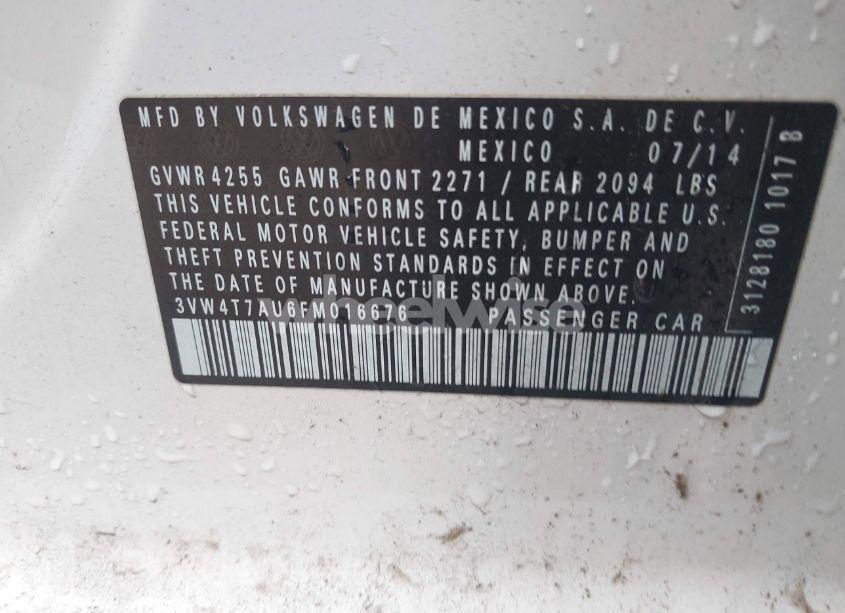 MFD BY VOLKSWAGEN DE MEXICO S.A. DE C.V.
MEXICO 07/14
GVWR 4255 GAWR FRONT 2271 / REAR 2094 LBS
THIS VEHICLE CONFORMS TO ALL APPLICABLE U.S.
FEDERAL MOTOR VEHICLE SAFETY, BUMPER AND
THEFT PREVENTION STANDARDS IN EFFECT ON
THE DATE OF MANUFACTURE SHOWN ABOVE.
3VW4T7AU6FM016676 PASSENGER CAR
3128180 1017 B
wheelwire